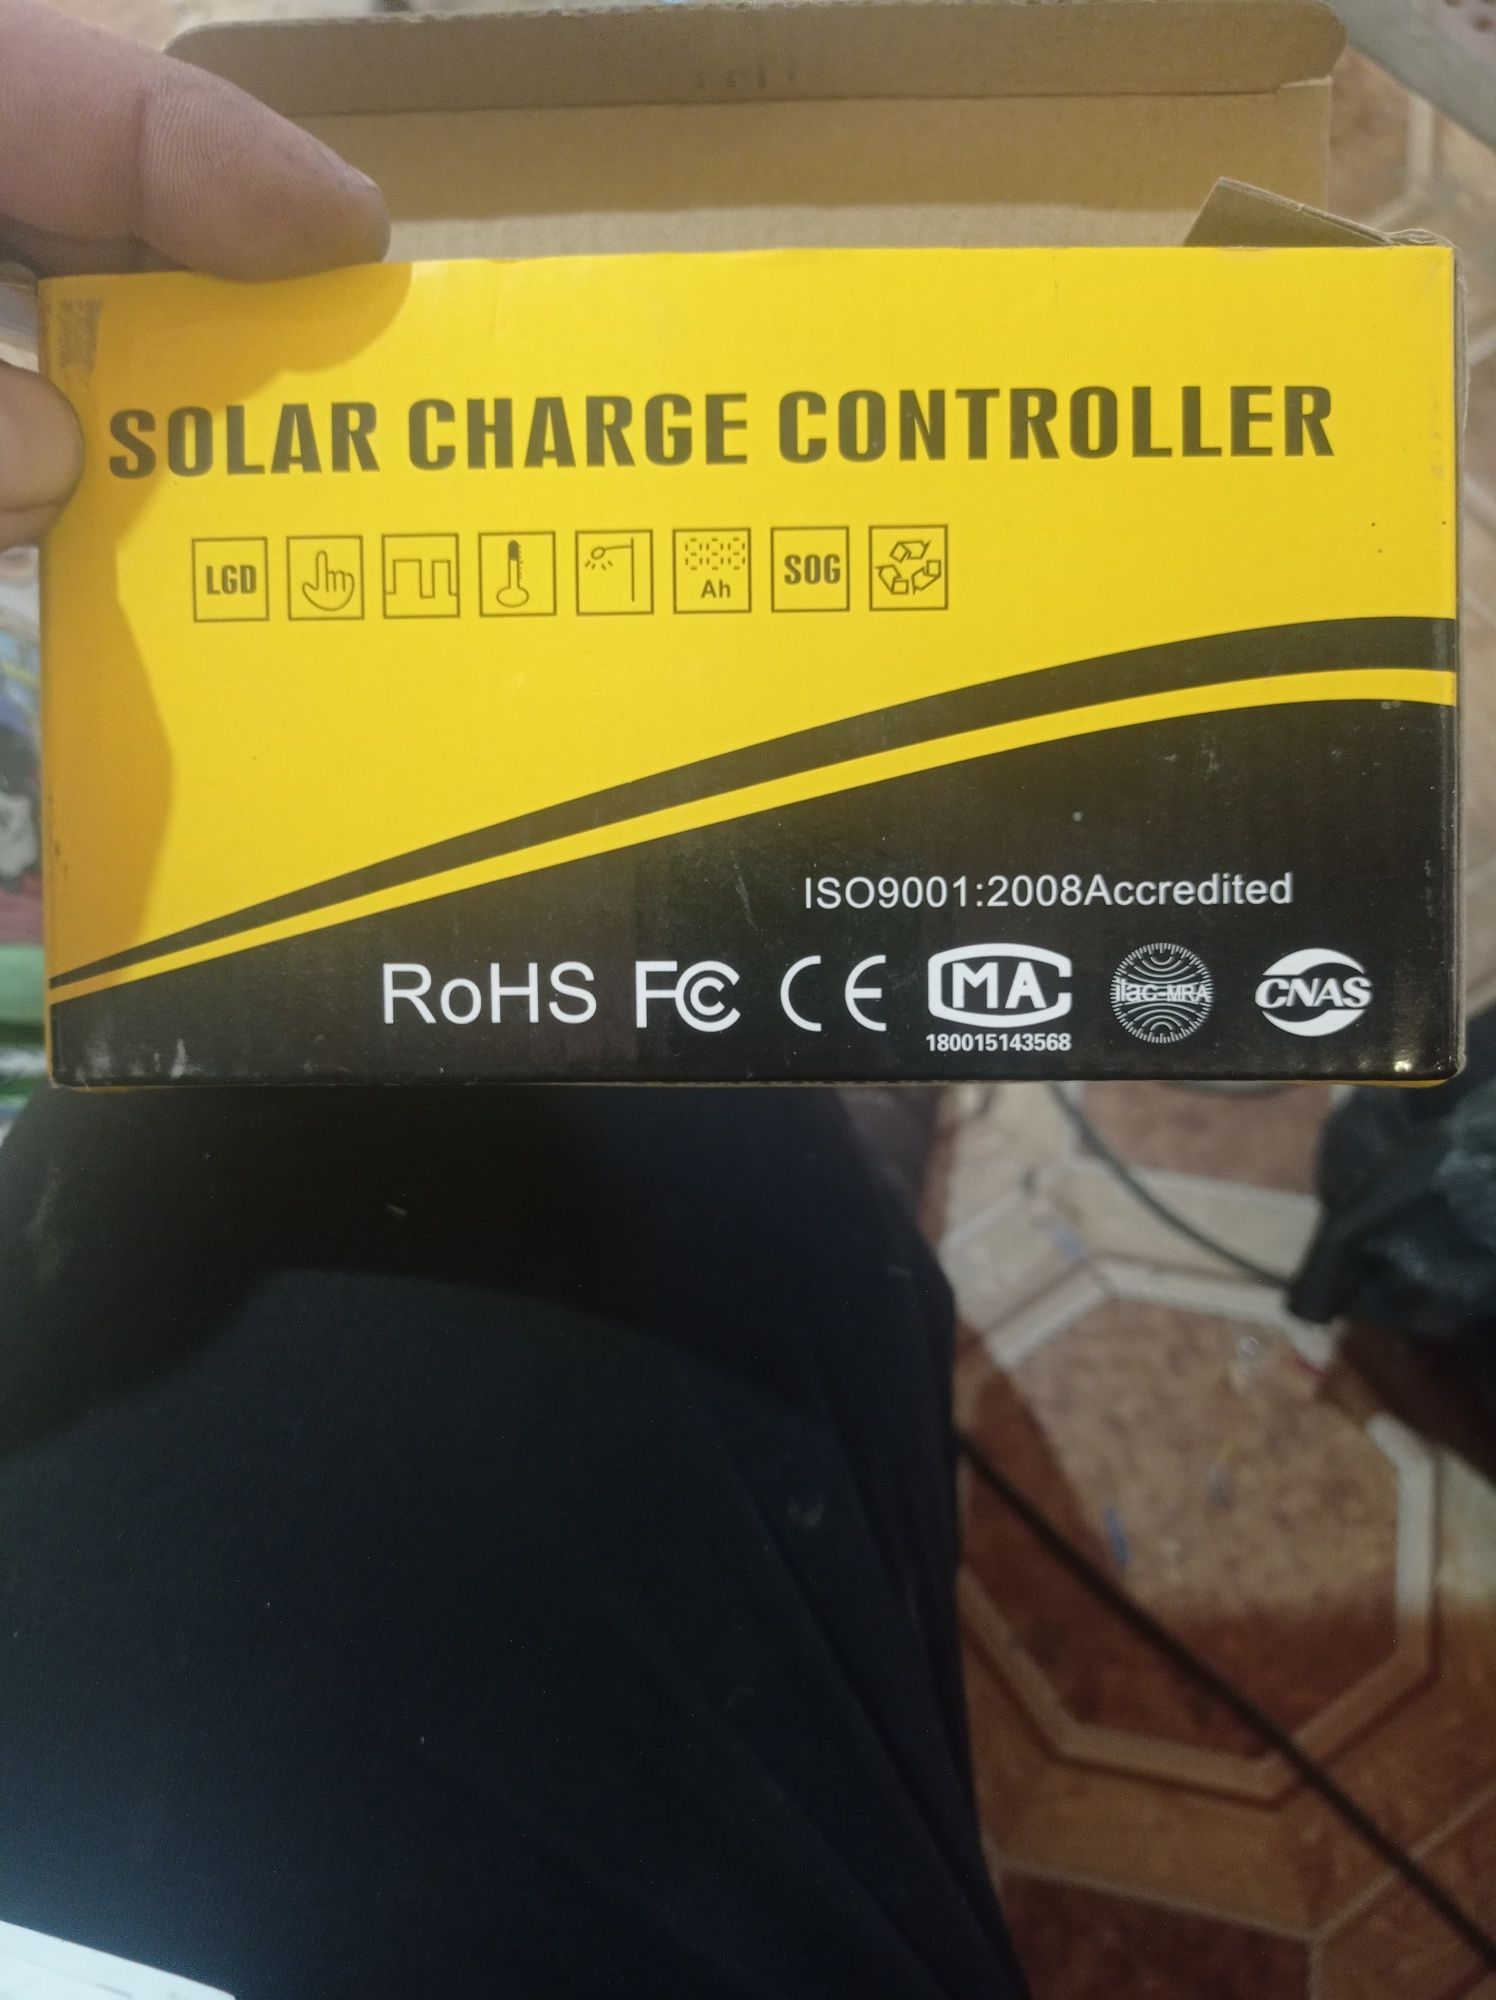 SOLAR CHARGE CONTROLLER
LGD
Ah
SOG
ISO9001:2008Accredited
RoHS FC CE MA
180015143568
ilac-MRA
CNAS